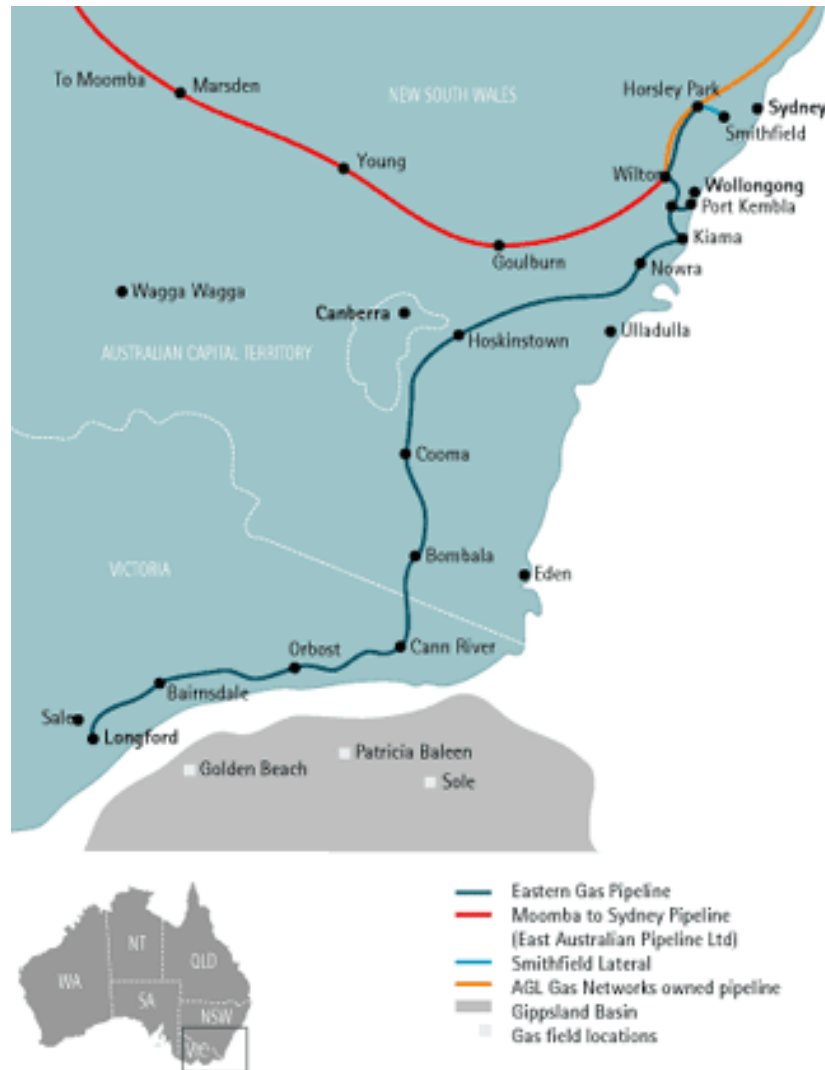 To Moomba
Marsden
NEW SOUTH WALES
Horsley Park
Sydney
Smithfield
Young
Wilton
Wollongong
Port Kembla
Kiama
Goulburn
Nowra
Wagga Wagga
Canberra
Ulladulla
Hoskinstown
AUSTRALIAN CAPITAL TERRITORY
Cooma
Bombala
VICTORIA
Eden
Orbost
Cann River
Bairnsdale
Sale
Longford
Patricia Baleen
Golden Beach
Sole
Eastern Gas Pipeline
Moomba to Sydney Pipeline
(East Australian Pipeline Ltd)
Smithfield Lateral
AGL Gas Networks owned pipeline
Gippsland Basin
Gas field locations
NT
QLD
WA
SA
NSW
VIC